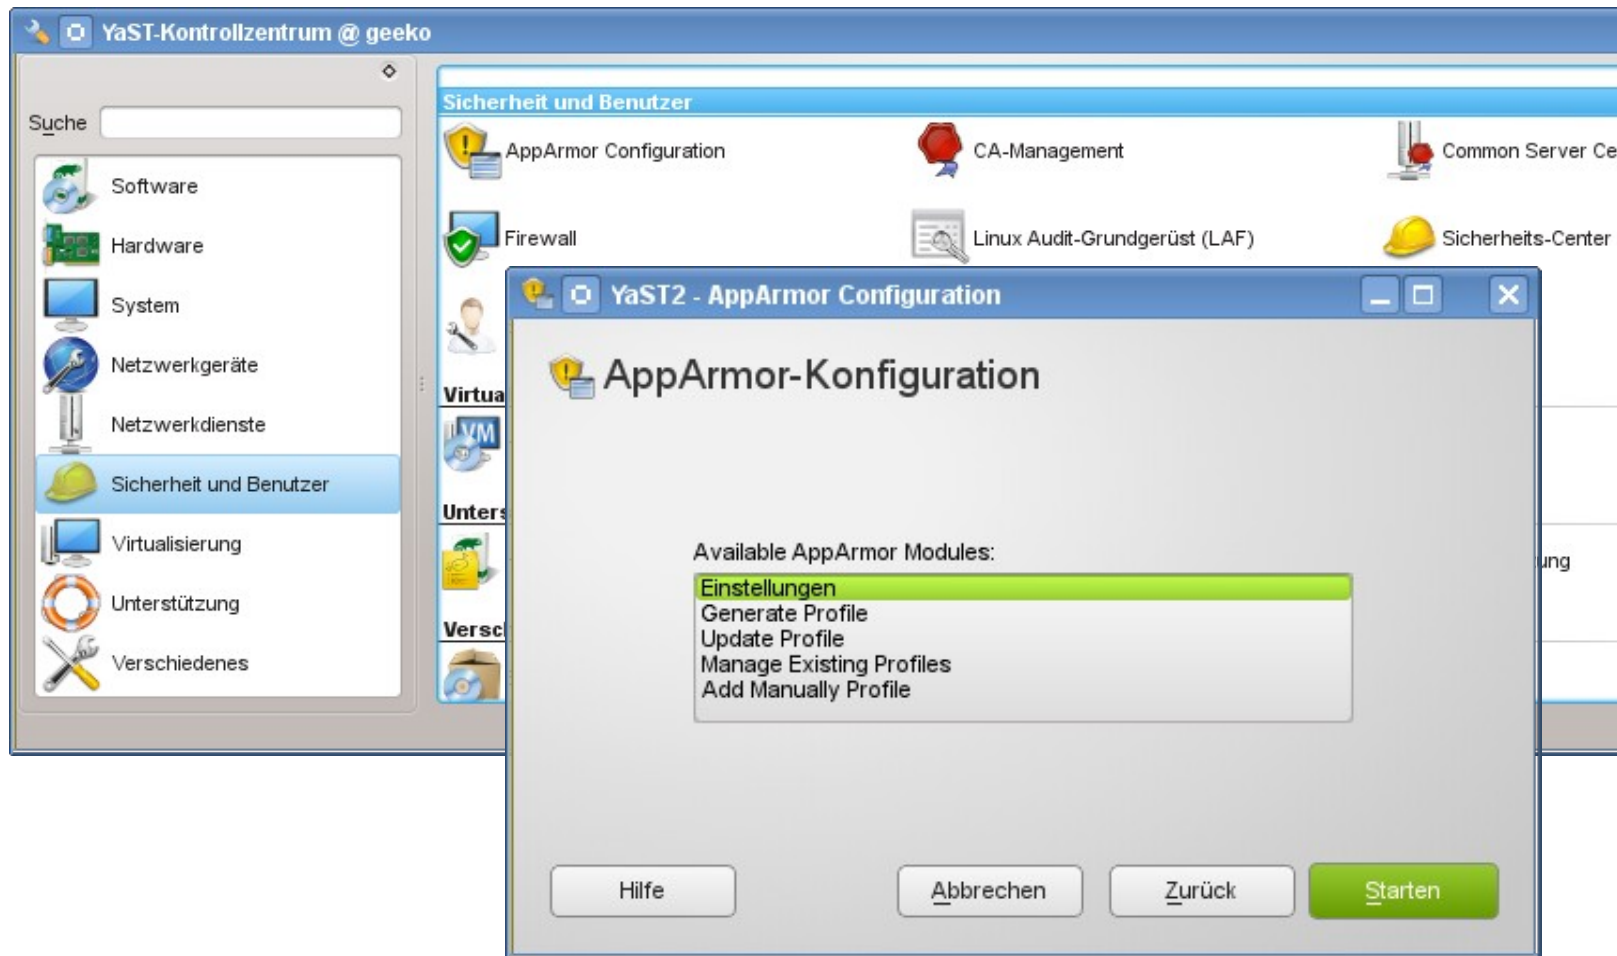 YaST-Kontrollzentrum @ geeko
Suche
Software
Hardware
System
Netzwerkgeräte
Netzwerkdienste
Sicherheit und Benutzer
Virtualisierung
Unterstützung
Verschiedenes
Sicherheit und Benutzer
AppArmor Configuration
CA-Management
Common Server Ce
Firewall
Linux Audit-Grundgerüst (LAF)
Sicherheits-Center
Virtua
VM
Unters
ung
Versc
YaST2 - AppArmor Configuration
AppArmor-Konfiguration
Available AppArmor Modules:
Einstellungen
Generate Profile
Update Profile
Manage Existing Profiles
Add Manually Profile
Hilfe
Abbrechen
Zurück
Starten